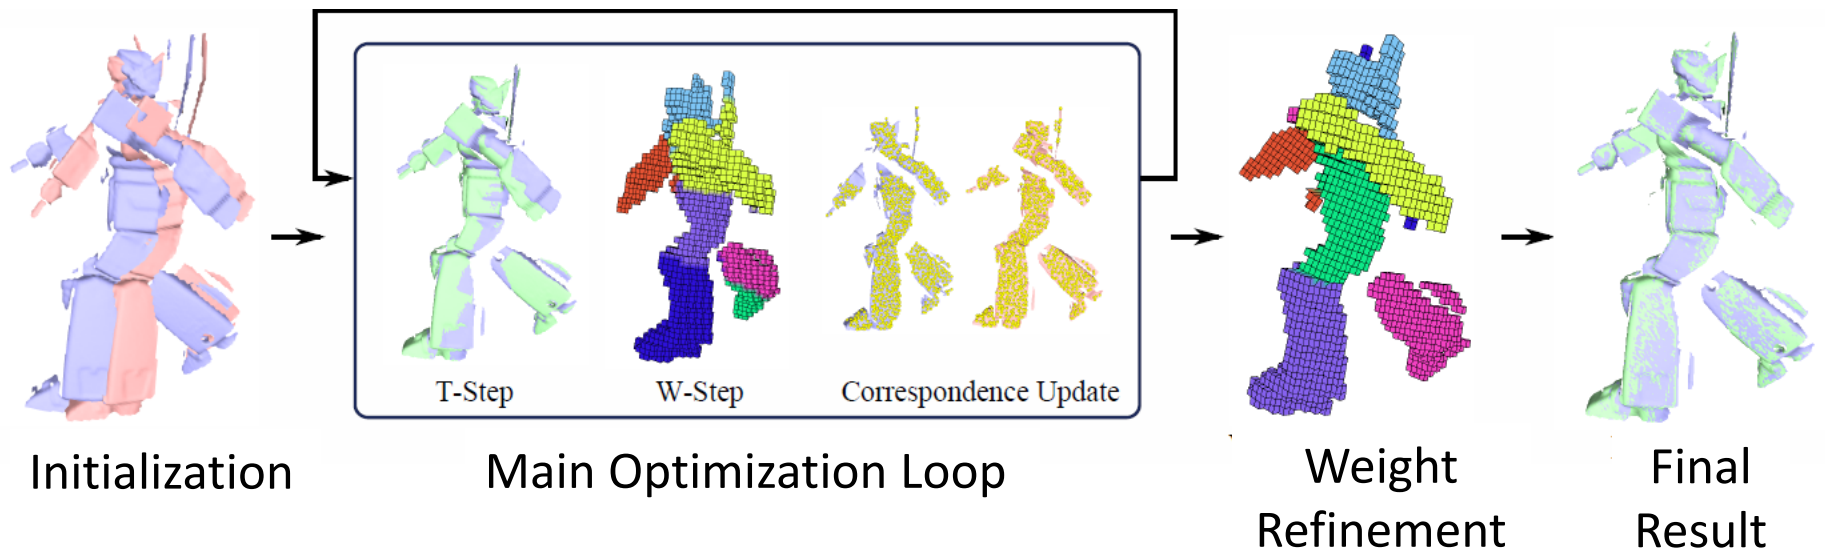 T-Step
W-Step
Correspondence Update
Initialization
Main Optimization Loop
Weight
Refinement
Final
Result